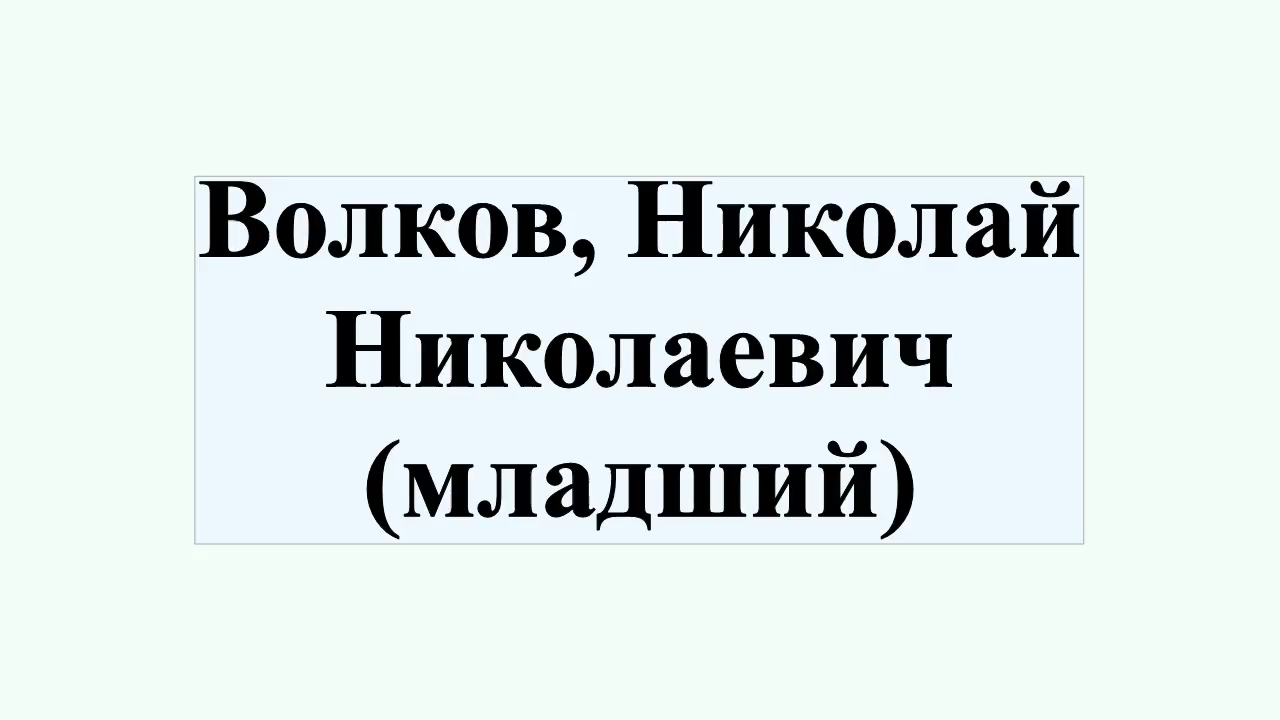 Волков, Николай
Николаевич
(младший)